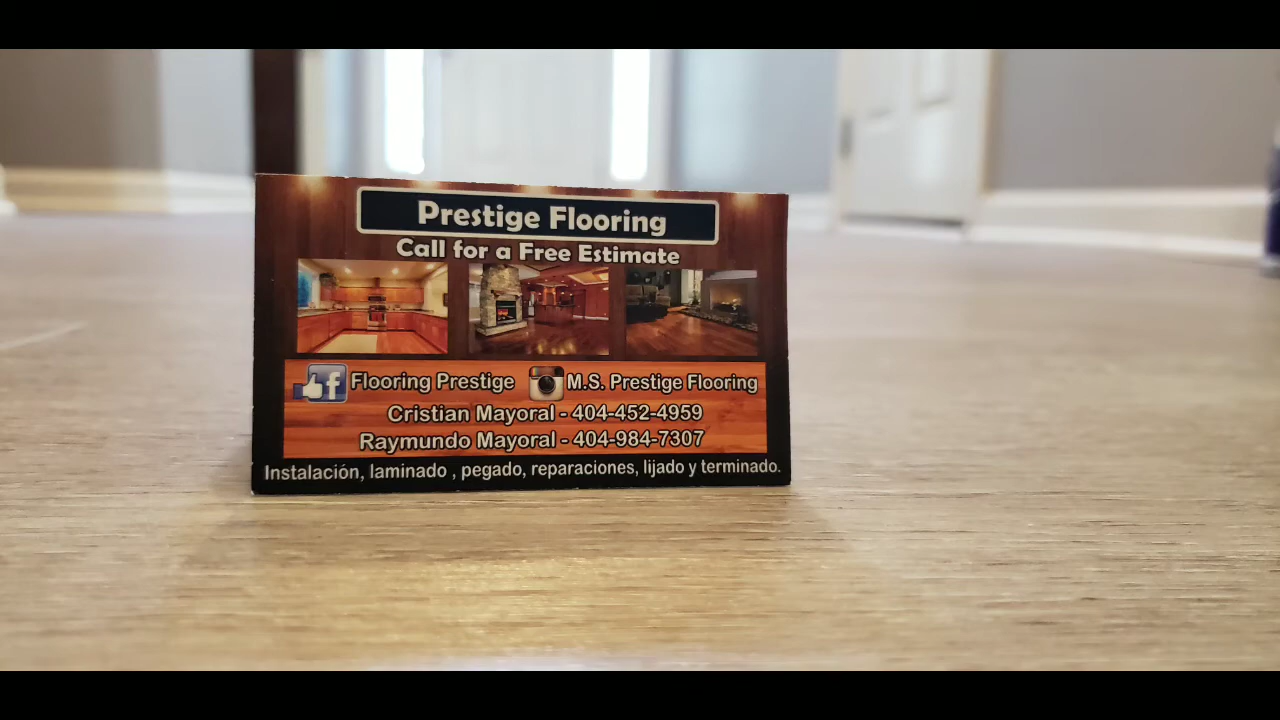 Prestige Flooring
Call for a Free Estimate
Flooring Prestige M.S. Prestige Flooring
Cristian Mayoral - 404-452-4959
Raymundo Mayoral - 404-984-7307
Instalación, laminado , pegado, reparaciones, lijado y terminado.